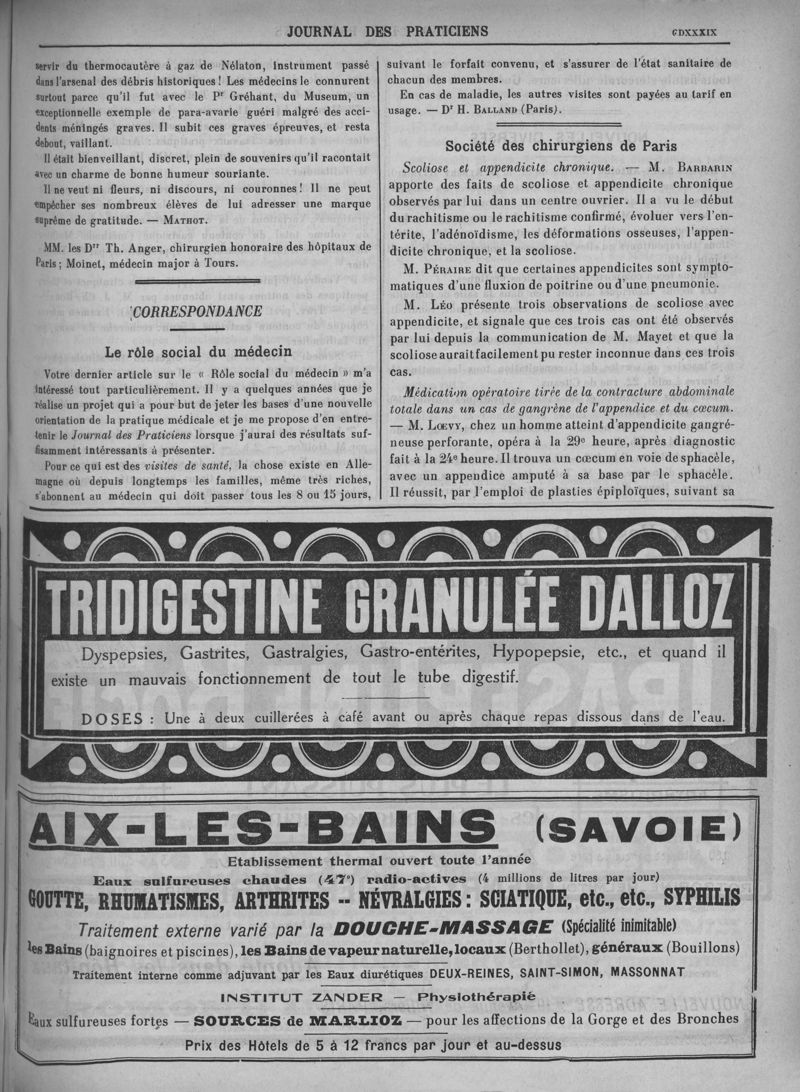 JOURNAL DES PRATICIENS
CDXXXIX
servir du thermocautère à gaz de Nélaton, instrument passé
dans l'arsenal des débris historiques! Les médecins le connurent
surtout parce qu'il fut avec le Pr Gréhant, du Museum, un
exceptionnelle exemple de para-avarie guéri malgré des acci-
dents méningés graves. Il subit ces graves épreuves, et resta
debout, vaillant.
Il était bienveillant, discret, plein de souvenirs qu'il racontait
avec un charme de bonne humeur souriante.
Il ne veut ni fleurs, ni discours, ni couronnes! Il ne peut
empêcher ses nombreux élèves de lui adresser une marque
suprême de gratitude. — MATHOT.
MM. les Drs Th. Anger, chirurgien honoraire des hôpitaux de
Paris; Moinet, médecin major à Tours.
CORRESPONDANCE
Le rôle social du médecin
Votre dernier article sur le « Rôle social du médecin » m'a
intéressé tout particulièrement. Il y a quelques années que je
réalise un projet qui a pour but de jeter les bases d'une nouvelle
orientation de la pratique médicale et je me propose d'en entre-
tenir le Journal des Praticiens lorsque j'aurai des résultats suf-
fisamment intéressants à présenter.
Pour ce qui est des visites de santé, la chose existe en Alle-
magne où depuis longtemps les familles, même très riches,
s'abonnent au médecin qui doit passer tous les 8 ou 15 jours,
suivant le forfait convenu, et s'assurer de l'état sanitaire de
chacun des membres.
En cas de maladie, les autres visites sont payées au tarif en
usage. — Dr H. BALLAND (Paris).
Société des chirurgiens de Paris
Scoliose et appendicite chronique. — M. BARBARIN
apporte des faits de scoliose et appendicite chronique
observés par lui dans un centre ouvrier. Il a vu le début
du rachitisme ou le rachitisme confirmé, évoluer vers l'en-
térite, l'adénoïdisme, les déformations osseuses, l'appen-
dicite chronique, et la scoliose.
M. PÉRAIRE dit que certaines appendicites sont sympto-
matiques d'une fluxion de poitrine ou d'une pneumonie.
M. LÉO présente trois observations de scoliose avec
appendicite, et signale que ces trois cas ont été observés
par lui depuis la communication de M. Mayet et que la
scoliose aurait facilement pu rester inconnue dans ces trois
cas.
Médication opératoire tirée de la contracture abdominale
totale dans un cas de gangrène de l'appendice et du cœcum.
— M. LŒVY, chez un homme atteint d'appendicite gangré-
neuse perforante, opéra à la 29e heure, après diagnostic
fait à la 24e heure. Il trouva un cœcum en voie de sphacèle,
avec un appendice amputé à sa base par le sphacèle.
Il réussit, par l'emploi de plasties épiploïques, suivant sa
TRIDIGESTINE GRANULÉE DALLOZ
Dyspepsies, Gastrites, Gastralgies, Gastro-entérites, Hypopepsie, etc., et quand il
existe un mauvais fonctionnement de tout le tube digestif.
DOSES : Une à deux cuillerées à café avant ou après chaque repas dissous dans de l'eau.
AIX-LES-BAINS (SAVOIE)
Etablissement thermal ouvert toute l'année
Eaux sulfureuses chaudes (47°) radio-actives (4 millions de litres par jour)
GOUTTE, RHUMATISMES, ARTHRITES -- NÉVRALGIES: SCIATIQUE, etc., etc., SYPHILIS
Traitement externe varié par la DOUCHE-MASSAGE (Spécialité inimitable)
les Bains (baignoires et piscines), les Bains de vapeur naturelle, locaux (Berthollet), généraux (Bouillons)
Traitement interne comme adjuvant par les Eaux diurétiques DEUX-REINES, SAINT-SIMON, MASSONNAT
INSTITUT ZANDER — Physiothérapie
Eaux sulfureuses fortes — SOURCES de MARLIOZ — pour les affections de la Gorge et des Bronches
Prix des Hôtels de 5 à 12 francs par jour et au-dessus